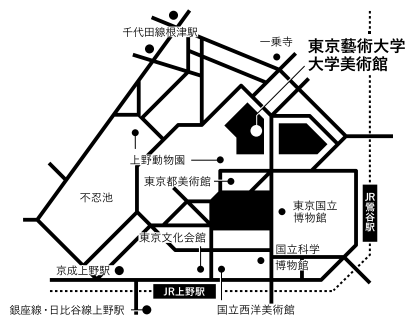 千代田線根津駅
一乗寺
東京藝術大学
大学美術館
上野動物園
東京都美術館
不忍池
東京国立
博物館
JR鶯谷駅
東京文化会館
国立科学
博物館
京成上野駅
JR上野駅
銀座線・日比谷線上野駅
国立西洋美術館